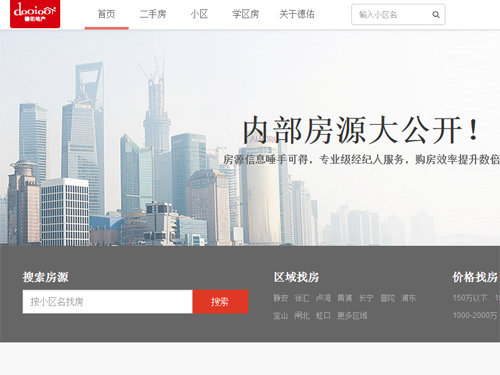 dooioor
德佑地产
首页 二手房 小区 学区房 关于德佑 输入小区名
内部房源大公开！
房源信息唾手可得，专业级经纪人服务，购房效率提升数倍
搜索房源 区域找房 价格找房
按小区名找房 搜索
静安 徐汇 卢湾 黄浦 长宁 普陀 浦东 150万以下
宝山 闸北 虹口 更多区域 1000-2000万